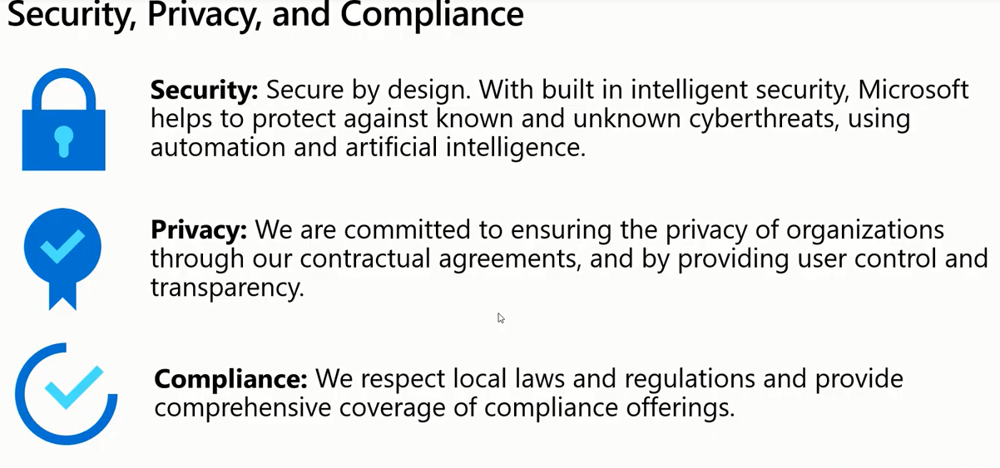 Security, Privacy, and Compliance
Security: Secure by design. With built in intelligent security, Microsoft
helps to protect against known and unknown cyberthreats, using
automation and artificial intelligence.
Privacy: We are committed to ensuring the privacy of organizations
through our contractual agreements, and by providing user control and
transparency.
Compliance: We respect local laws and regulations and provide
comprehensive coverage of compliance offerings.